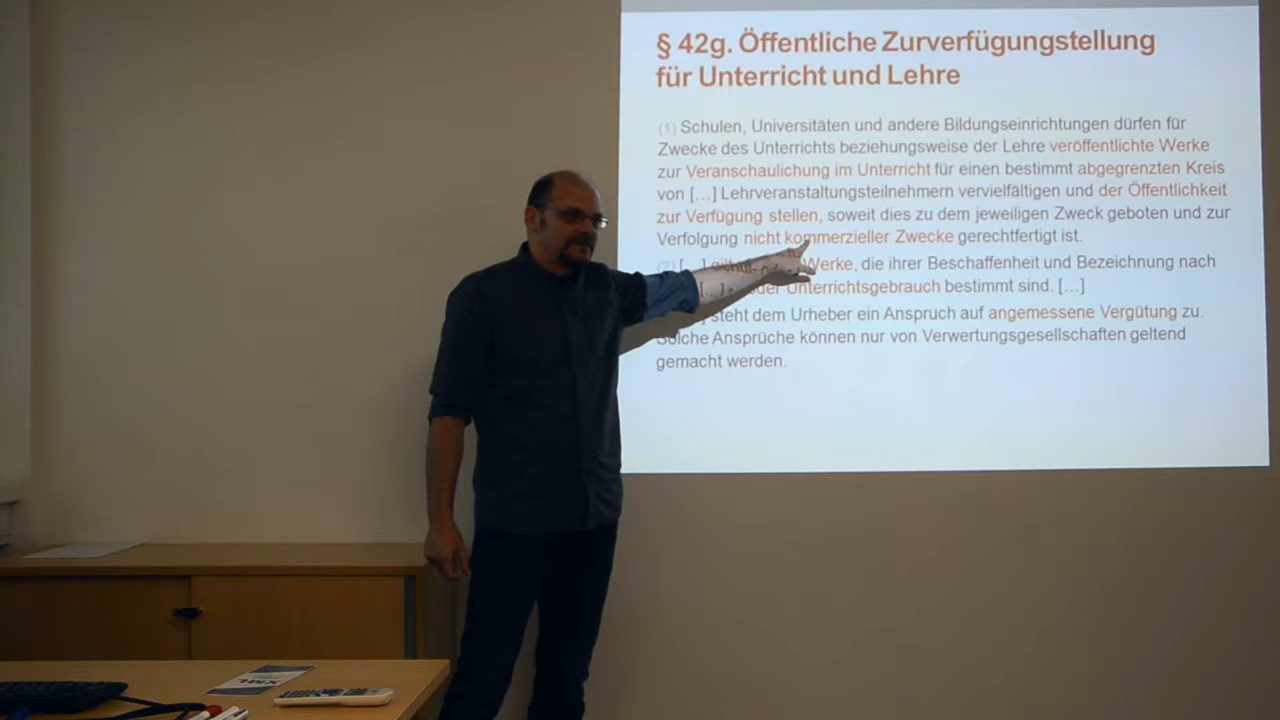 § 42g. Öffentliche Zurverfügungstellung
für Unterricht und Lehre
(1) Schulen, Universitäten und andere Bildungseinrichtungen dürfen für
Zwecke des Unterrichts beziehungsweise der Lehre veröffentlichte Werke
zur Veranschaulichung im Unterricht für einen bestimmt abgegrenzten Kreis
von […] Lehrveranstaltungsteilnehmern vervielfältigen und der Öffentlichkeit
zur Verfügung stellen, soweit dies zu dem jeweiligen Zweck geboten und zur
Verfolgung nicht kommerzieller Zwecke gerechtfertigt ist.
(2) […] Werke, die ihrer Beschaffenheit und Bezeichnung nach
Unterrichtsgebrauch bestimmt sind. […]
steht dem Urheber ein Anspruch auf angemessene Vergütung zu.
Solche Ansprüche können nur von Verwertungsgesellschaften geltend
gemacht werden.
XML